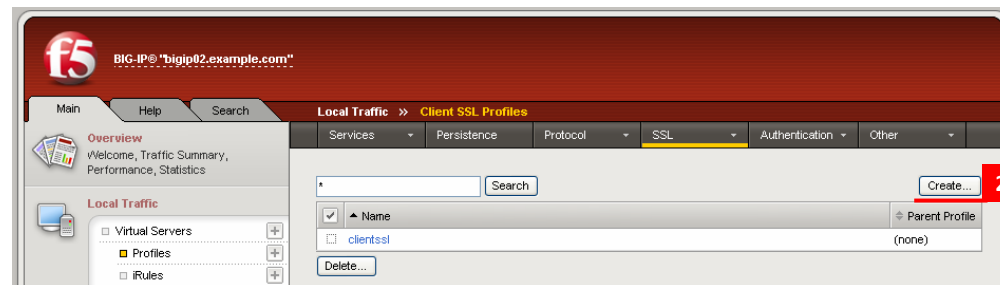 f5
BIG-IP® "bigip02.example.com"
Main Help Search
Local Traffic » Client SSL Profiles
Services Persistence Protocol SSL Authentication Other
Overview
Welcome, Traffic Summary,
Performance, Statistics
* Search Create... 2
Local Traffic
Name Parent Profile
Virtual Servers
clientssl (none)
Profiles
Delete...
iRules